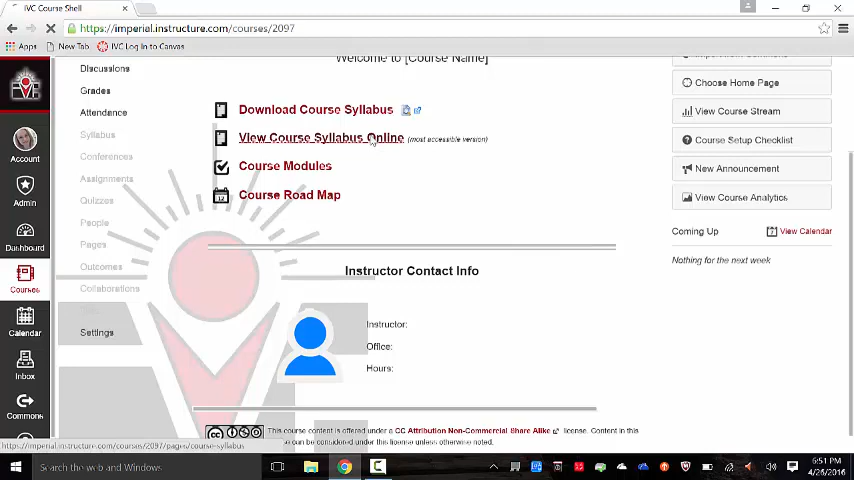 IVC Course Shell
https://imperial.instructure.com/courses/2097
Apps New Tab IVC Log In to Canvas
Welcome to [Course Name]
Discussions
Grades
Attendance
Syllabus
Conferences
Assignments
Quizzes
People
Pages
Outcomes
Collaborations
Settings
Account
Admin
Dashboard
Courses
Calendar
Inbox
Commons
Download Course Syllabus
View Course Syllabus Online (most accessible version)
Course Modules
12 Course Road Map
Instructor Contact Info
Instructor:
Office:
Hours:
cc This course content is offered under a CC Attribution Non-Commercial Share Alike license. Content in this
se can be considered under this license unless otherwise noted.
Choose Home Page
View Course Stream
Course Setup Checklist
New Announcement
View Course Analytics
Coming Up 7 View Calendar
Nothing for the next week
https://imperial.instructure.com/courses/2097/pages/course-syllabus
Search the web and Windows
6:51 PM
4/26/2016